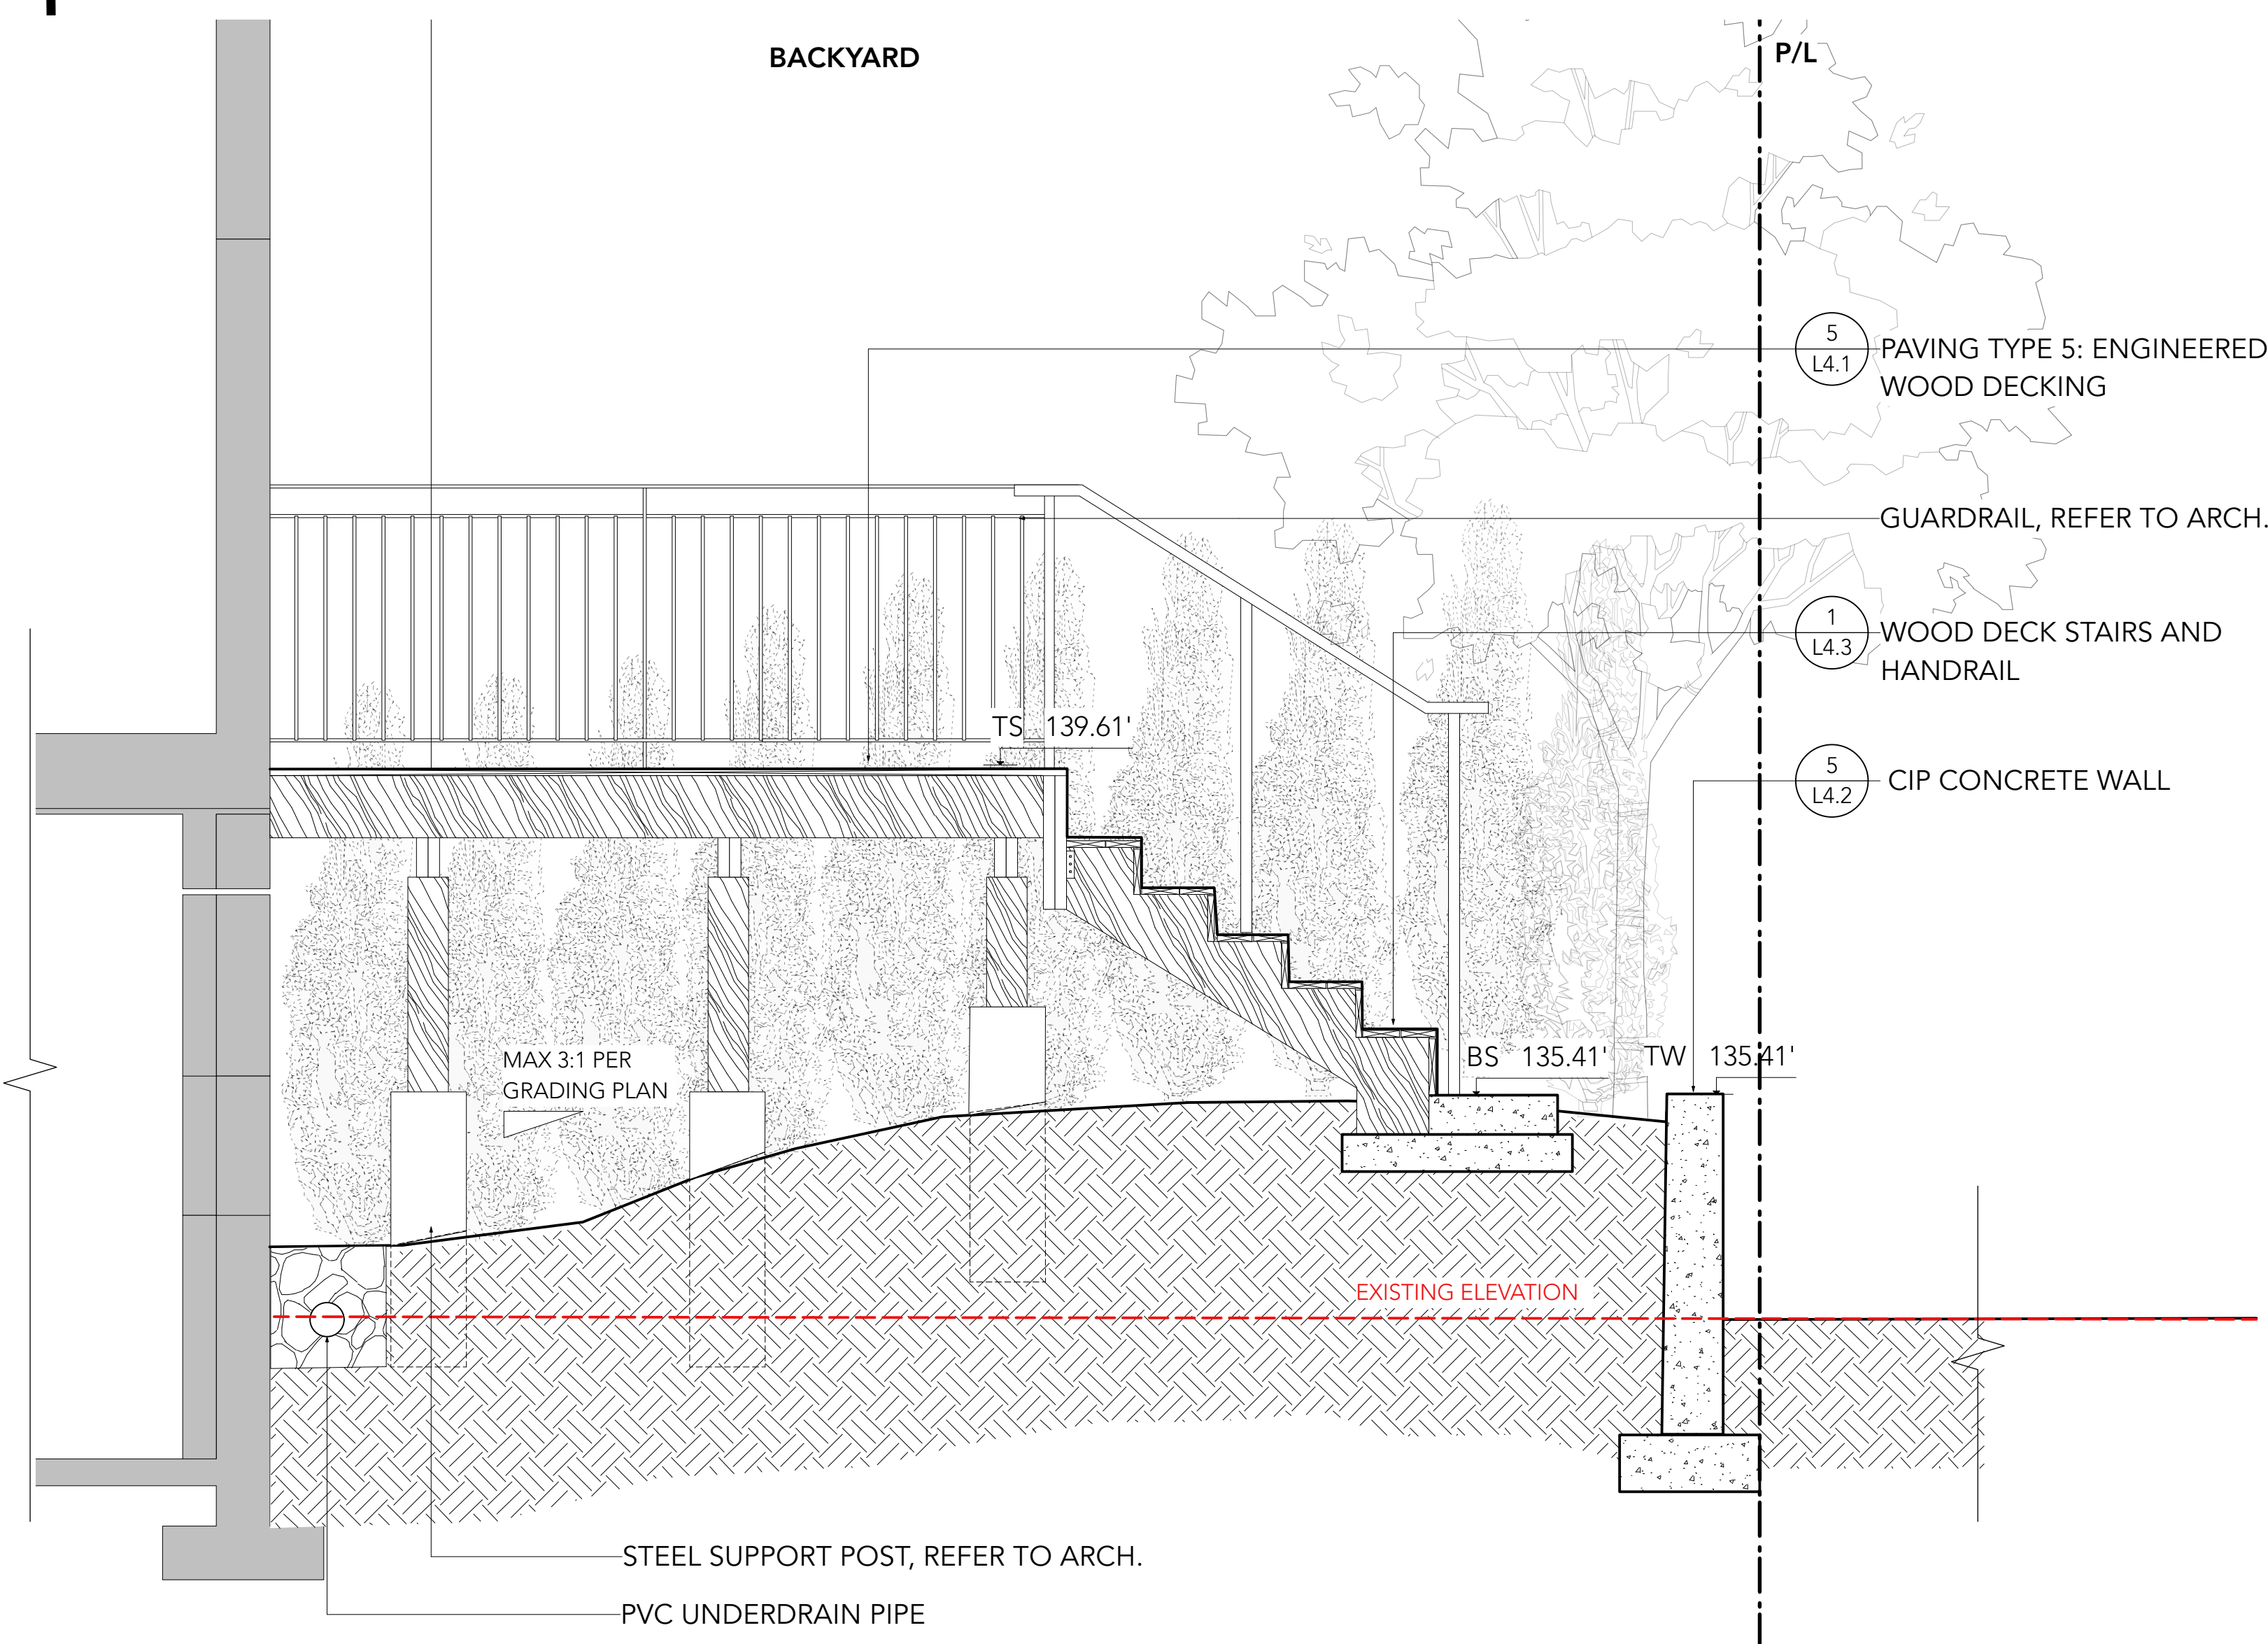 BACKYARD
P/L
5
L4.1
PAVING TYPE 5: ENGINEERED
WOOD DECKING
GUARDRAIL, REFER TO ARCH.
1
L4.3
WOOD DECK STAIRS AND
HANDRAIL
TS 139.61'
5
L4.2
CIP CONCRETE WALL
MAX 3:1 PER
GRADING PLAN
BS 135.41'
TW 135.41'
EXISTING ELEVATION
STEEL SUPPORT POST, REFER TO ARCH.
PVC UNDERDRAIN PIPE